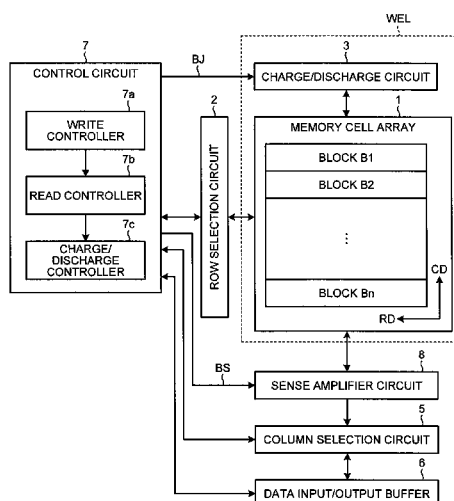 WEL
7
CONTROL CIRCUIT
BJ
3
CHARGE/DISCHARGE CIRCUIT
7a
WRITE
CONTROLLER
2
ROW SELECTION CIRCUIT
1
MEMORY CELL ARRAY
BLOCK B1
BLOCK B2
⋮
BLOCK Bn
7b
READ CONTROLLER
7c
CHARGE/
DISCHARGE
CONTROLLER
CD
RD
BS
8
SENSE AMPLIFIER CIRCUIT
5
COLUMN SELECTION CIRCUIT
6
DATA INPUT/OUTPUT BUFFER